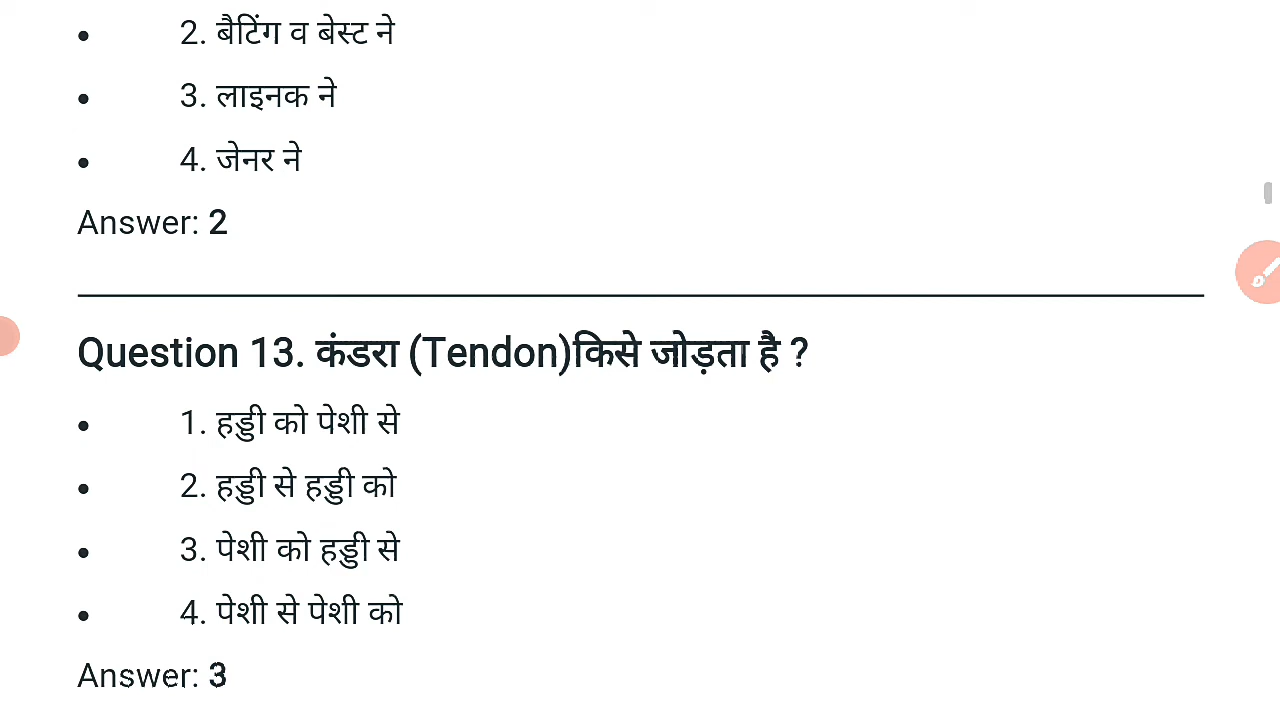 • 2. बैटिंग व बेस्ट ने
• 3. लाइनक ने
• 4. जेनर ने
Answer: 2
Question 13. कंडरा (Tendon)किसे जोड़ता है ?
• 1. हड्डी को पेशी से
• 2. हड्डी से हड्डी को
• 3. पेशी को हड्डी से
• 4. पेशी से पेशी को
Answer: 3